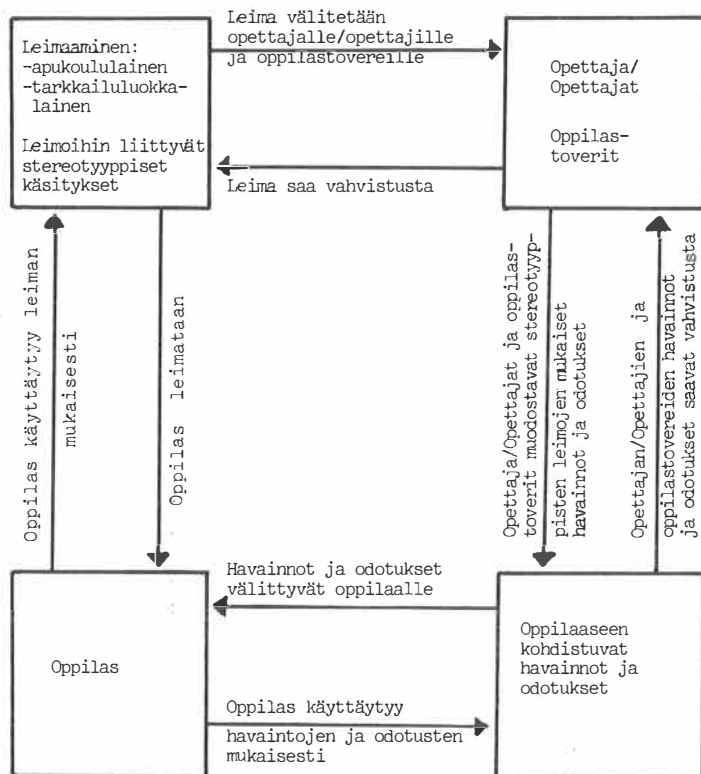 Leima välitetään
opettajalle/opettajille
ja oppilastovereille
Leimaaminen:
-apukoululainen
-tarkkailuluokka-
lainen
Leimoihin liittyvät
stereotyyppiset
käsitykset
Opettaja/
Opettajat
Oppilas-
toverit
Leima saa vahvistusta
Oppilas käyttäytyy leiman
mukaisesti
Oppilas leimataan
Opettaja/Opettajat ja oppilas-
toverit muodostavat stereotyyp-
pisten leimojen mukaiset
havainnot ja odotukset
Opettajan/Opettajien ja
oppilastovereiden havainnot
ja odotukset saavat vahvistusta
Havainnot ja odotukset
välittyvät oppilaalle
Oppilas
Oppilaaseen
kohdistuvat
havainnot ja
odotukset
Oppilas käyttäytyy
havaintojen ja odotusten
mukaisesti